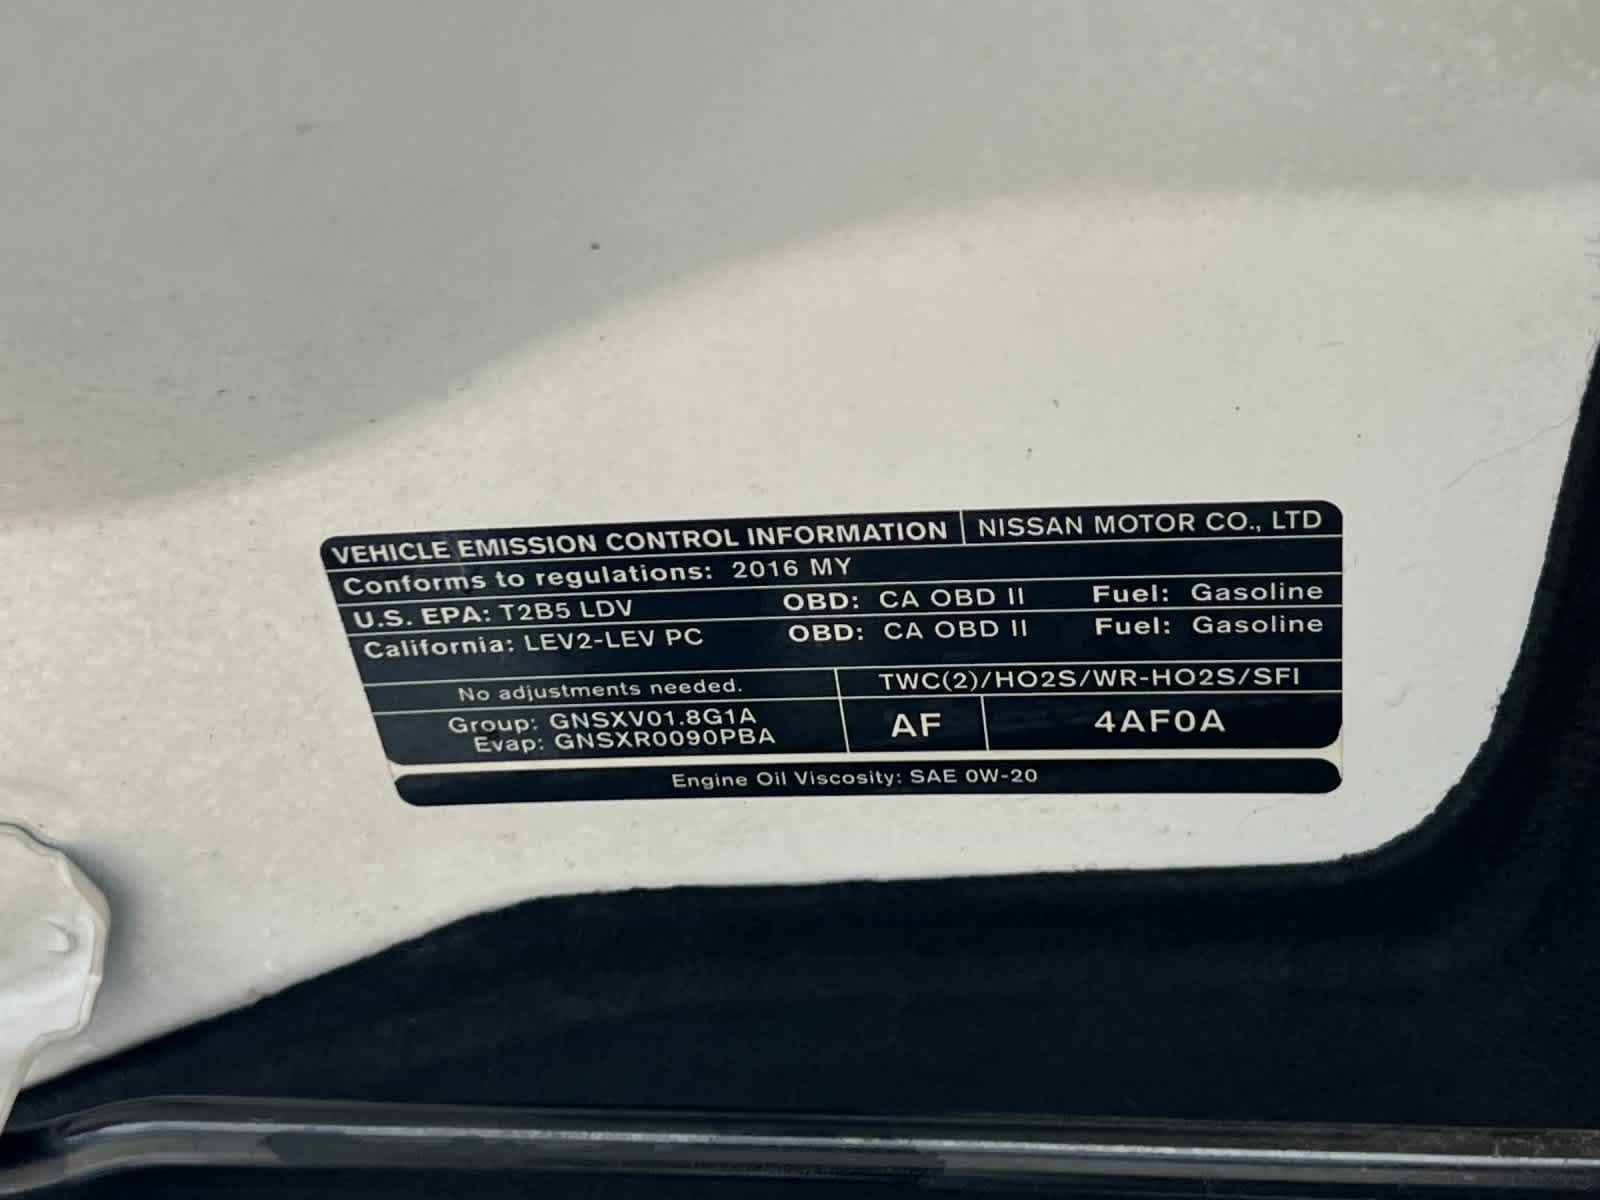 VEHICLE EMISSION CONTROL INFORMATION NISSAN MOTOR CO., LTD
Conforms to regulations: 2016 MY
U.S. EPA: T2B5 LDV OBD: CA OBD II Fuel: Gasoline
California: LEV2-LEV PC OBD: CA OBD II Fuel: Gasoline
No adjustments needed. TWC(2)/HO2S/WR-HO2S/SFI
Group: GNSXV01.8G1A
Evap: GNSXR0090PBA
AF 4AF0A
Engine Oil Viscosity: SAE 0W-20